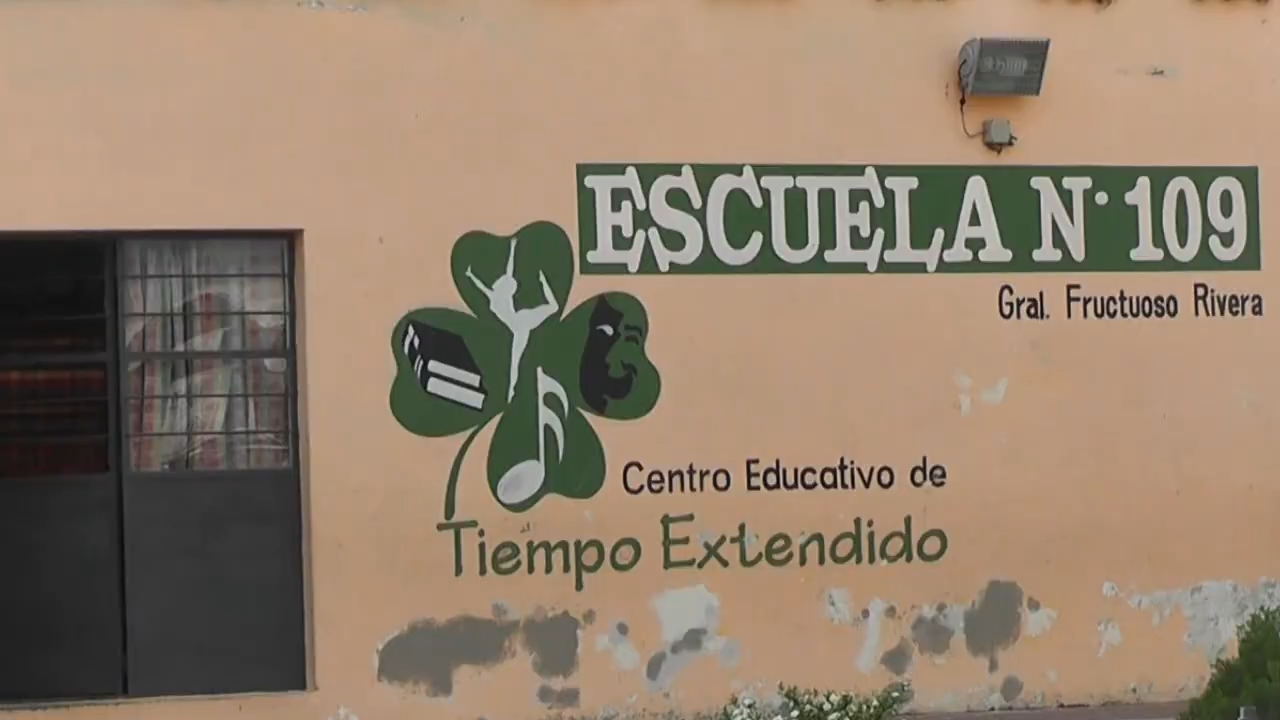 ESCUELA N· 109
Gral. Fructuoso Rivera
Centro Educativo de
Tiempo Extendido